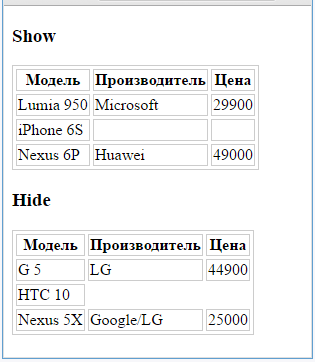 Show
Модель Производитель Цена
Lumia 950 Microsoft 29900
iPhone 6S
Nexus 6P Huawei 49000
Hide
Модель Производитель Цена
G 5 LG 44900
HTC 10
Nexus 5X Google/LG 25000